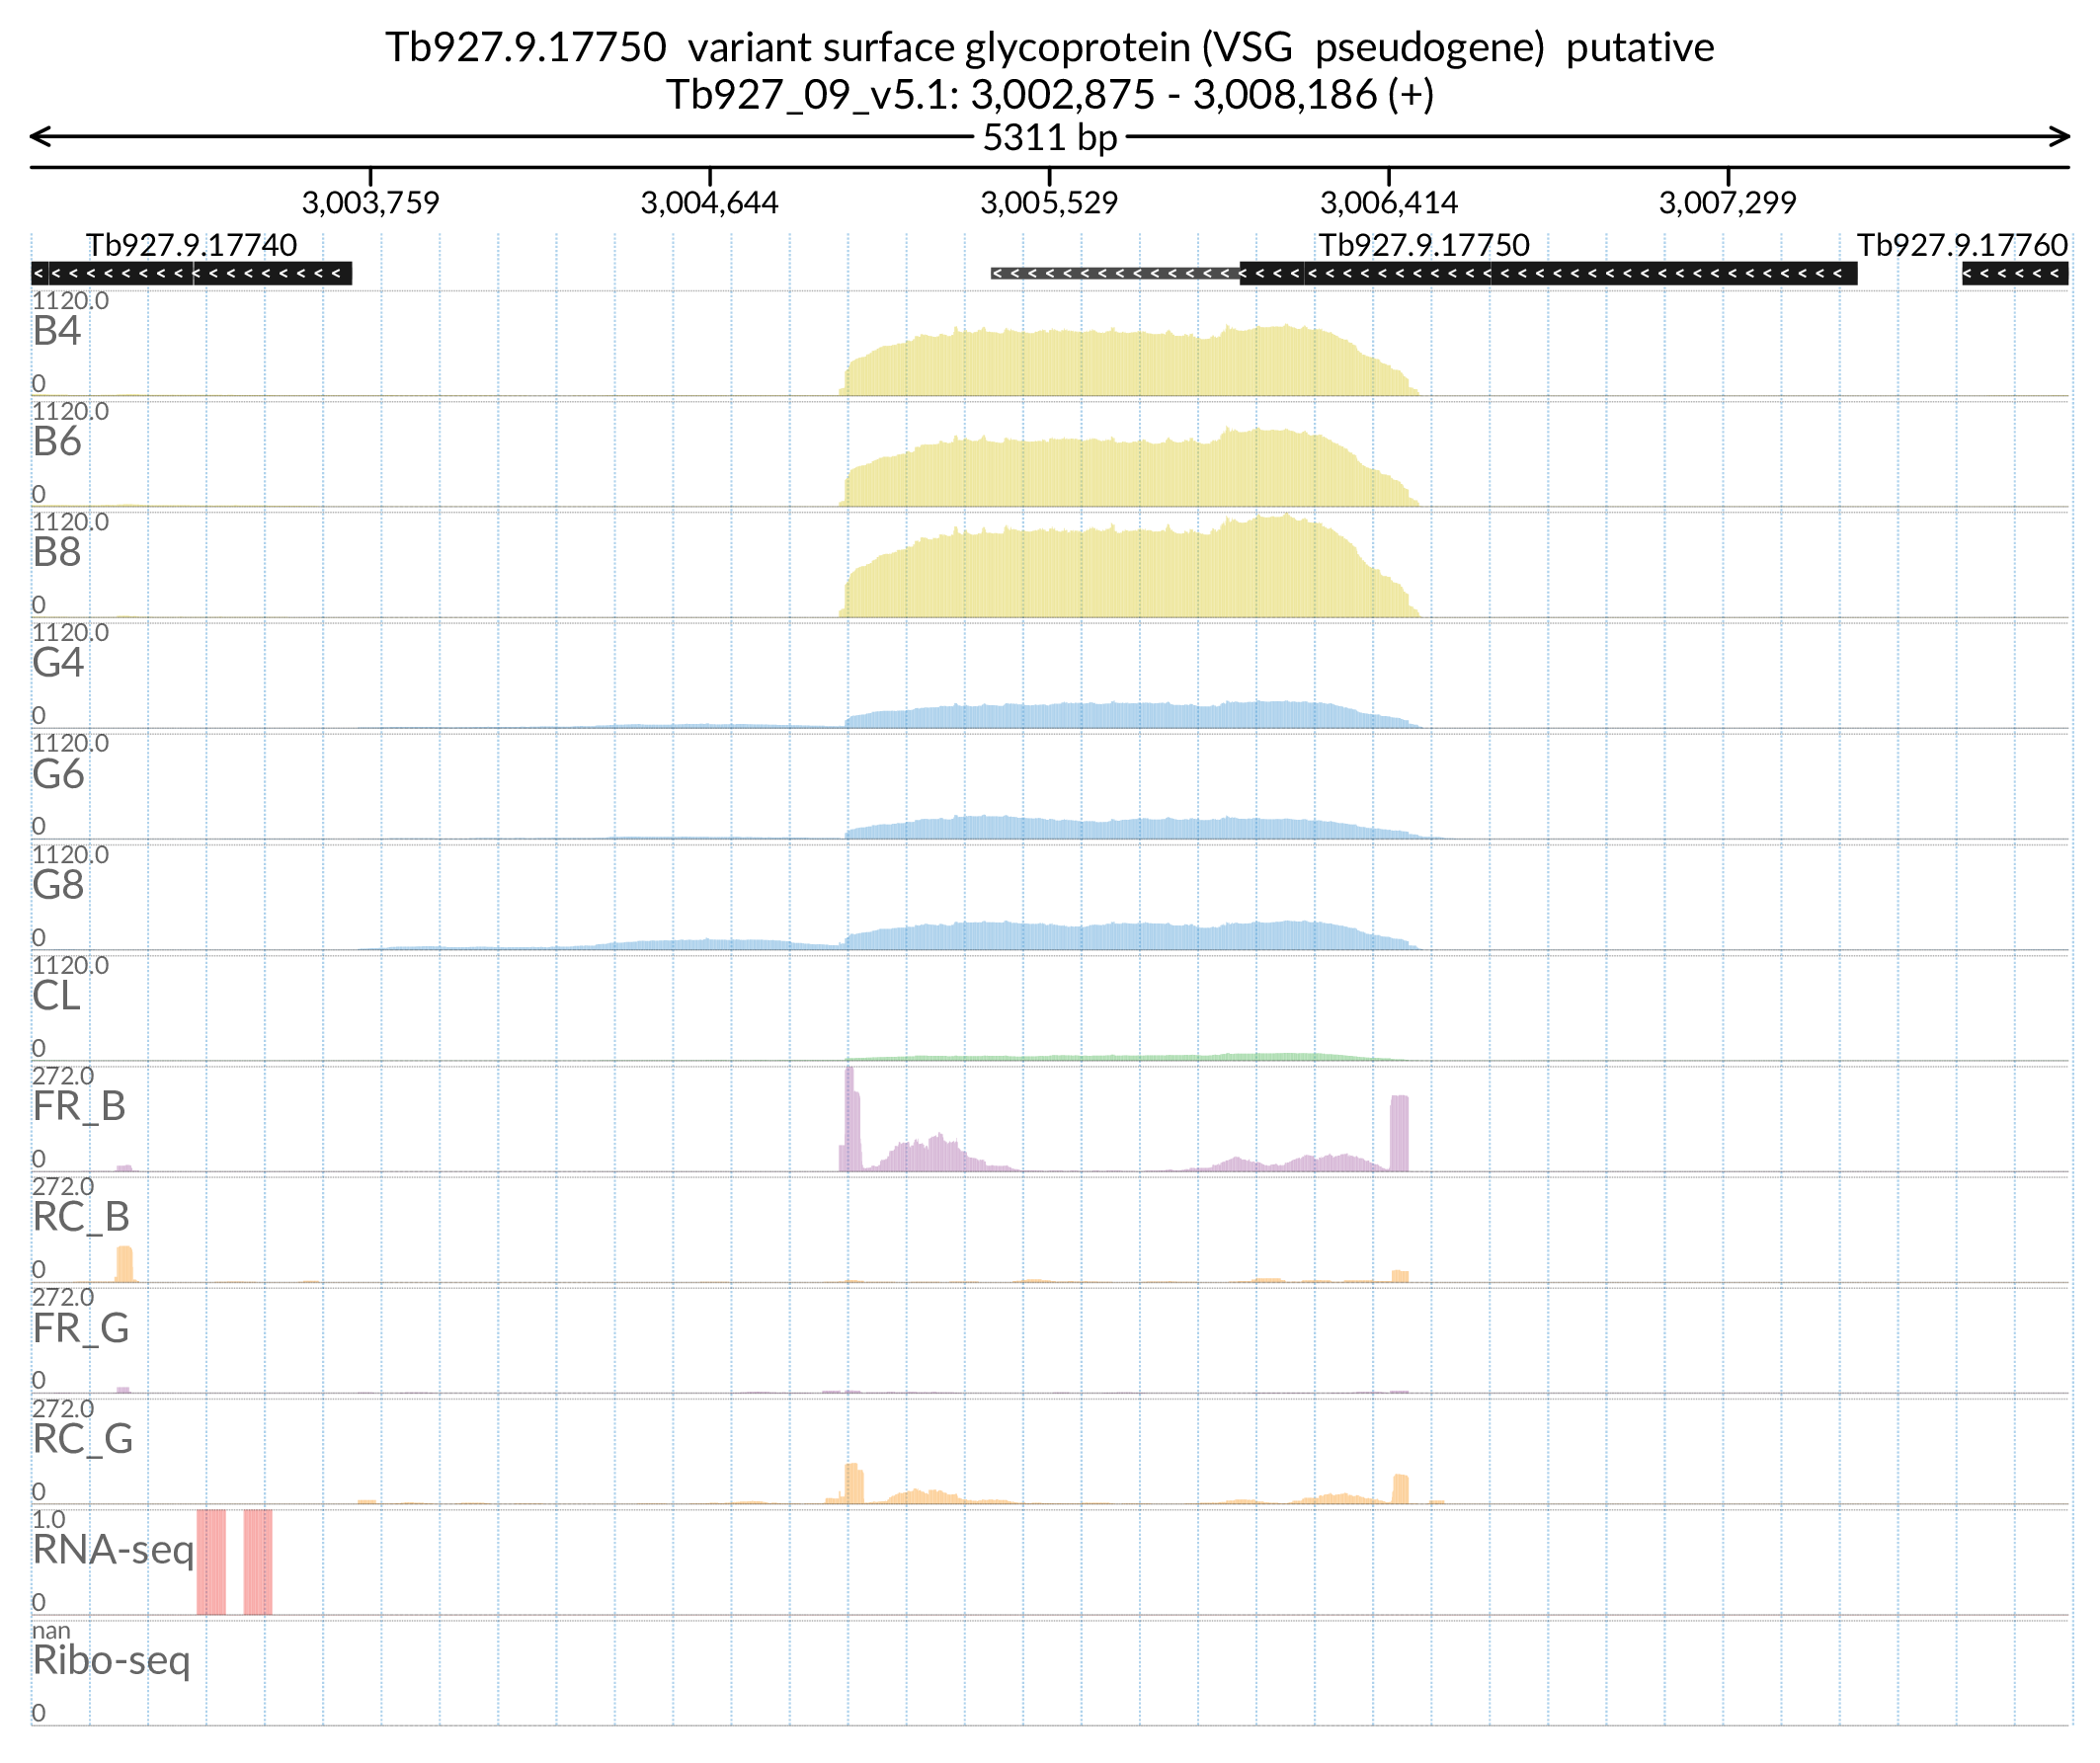 Tb927.9.17750  variant surface glycoprotein (VSG  pseudogene)  putative
Tb927_09_v5.1: 3,002,875 - 3,008,186 (+)
5311 bp
3,003,759 3,004,644 3,005,529 3,006,414 3,007,299
Tb927.9.17740 Tb927.9.17750 Tb927.9.17760
1120.0
B4
0
1120.0
B6
0
1120.0
B8
0
1120.0
G4
0
1120.0
G6
0
1120.0
G8
0
1120.0
CL
0
272.0
FR_B
0
272.0
RC_B
0
272.0
FR_G
0
272.0
RC_G
0
1.0
RNA-seq
0
nan
Ribo-seq
0